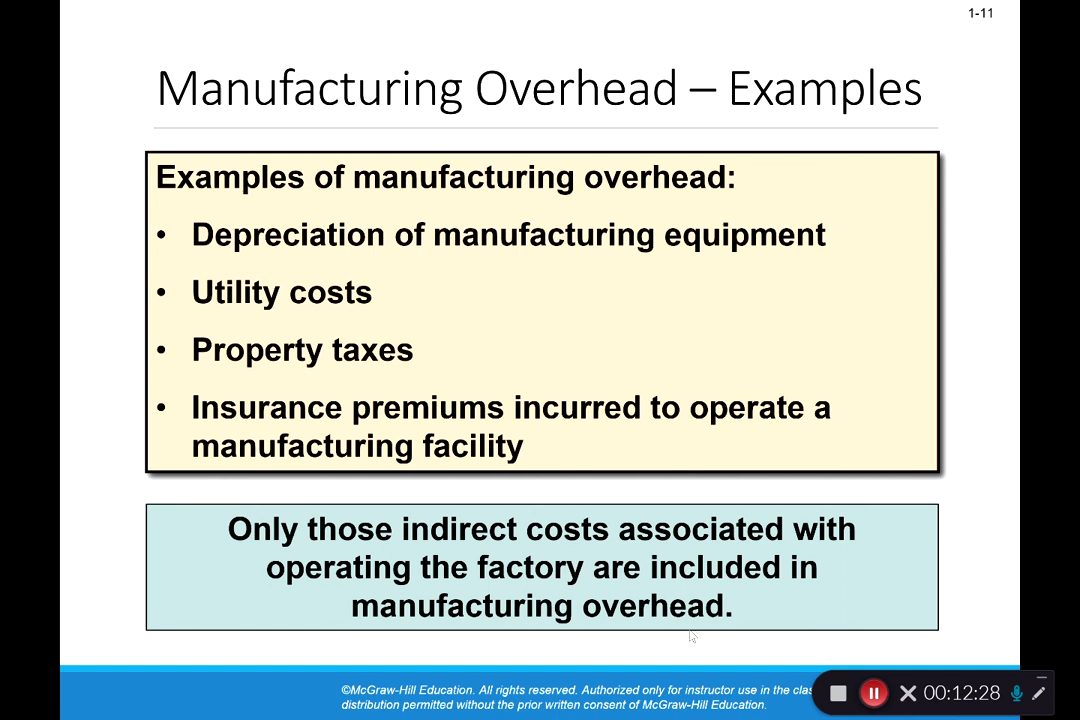 1-11
Manufacturing Overhead – Examples
Examples of manufacturing overhead:
• Depreciation of manufacturing equipment
• Utility costs
• Property taxes
• Insurance premiums incurred to operate a
manufacturing facility
Only those indirect costs associated with
operating the factory are included in
manufacturing overhead.
©McGraw-Hill Education. All rights reserved. Authorized only for instructor use in the
distribution permitted without the prior written consent of McGraw-Hill Education.
00:12:28